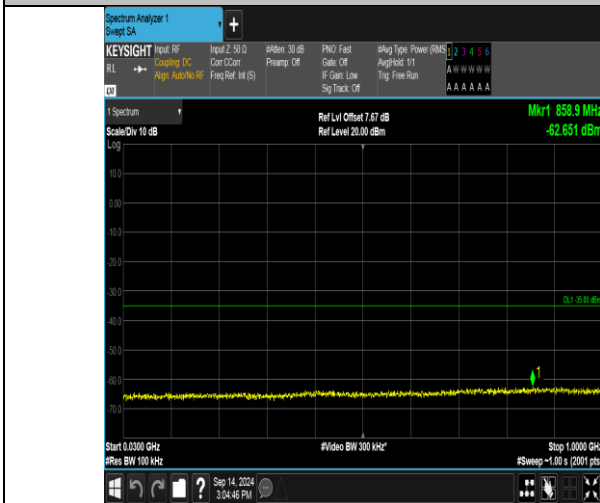 Spectrum Analyzer 1
Swept SA
+
KEYSIGHT
RL
Input: RF
Coupling: DC
Align: Auto/No RF
Input Z: 50 Ω
Corr CCorr
Freq Ref: Int (S)
#Atten: 30 dB
Preamp: Off
PNO: Fast
Gate: Off
IF Gain: Low
Sig Track: Off
#Avg Type: Power (RMS
Avg|Hold: 1/1
Trig: Free Run
1 2 3 4 5 6
A W W W W W
A A A A A A
1 Spectrum
Scale/Div 10 dB
Log
Ref Lvl Offset 7.67 dB
Ref Level 20.00 dBm
Mkr1 858.9 MHz
-62.651 dBm
10.0
0.00
-10.0
-20.0
-30.0
DL1 -35.00 dBm
-50.0
-60.0
1
-70.0
Start 0.0300 GHz
#Res BW 100 kHz
#Video BW 300 kHz*
Stop 1.0000 GHz
#Sweep ~1.00 s (2001 pts
?
Sep 14, 2024
3:04:46 PM